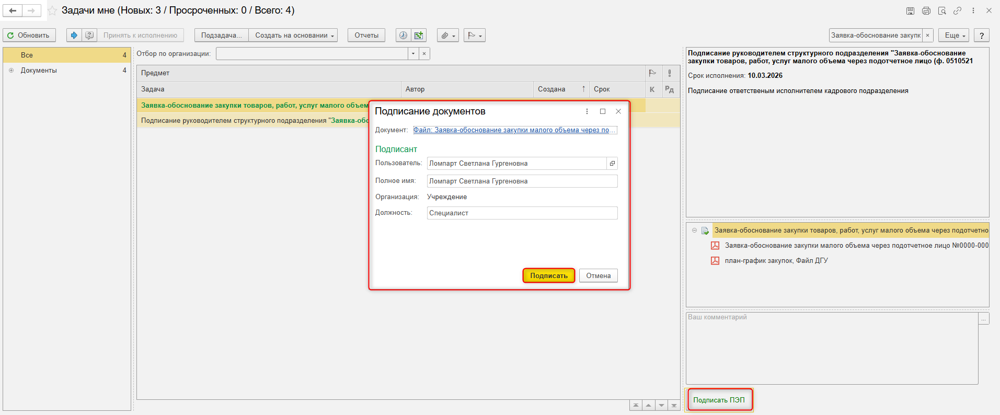 Задачи мне (Новых: 3 / Просроченных: 0 / Всего: 4)
Обновить
Принять к исполнению
Подзадача...
Создать на основании
Отчеты
Заявка-обоснование закупк
×
Еще
?
Все 4
Документы 4
Отбор по организации:
Предмет
Задача Автор Создана ↑ Срок К Рд
Заявка-обоснование закупки товаров, работ, услуг малого объем
Подписание руководителем структурного подразделения "Заявка-обо
Подписание документов
Документ: Файл: Заявка-обоснование закупки малого объема через по...
Подписант
Пользователь: Ломпарт Светлана Гургеновна
Полное имя: Ломпарт Светлана Гургеновна
Организация: Учреждение
Должность: Специалист
Подписать Отмена
Подписание руководителем структурного подразделения "Заявка-обоснование
закупки товаров, работ, услуг малого объема через подотчетное лицо (ф. 0510521
Срок исполнения: 10.03.2026
Подписание ответственым исполнителем кадрового подразделения
Заявка-обоснование закупки товаров, работ, услуг малого объема через подотчетно
Заявка-обоснование закупки малого объема через подотчетное лицо №0000-000
план-график закупок, Файл ДГУ
Ваш комментарий
...
Подписать ПЭП